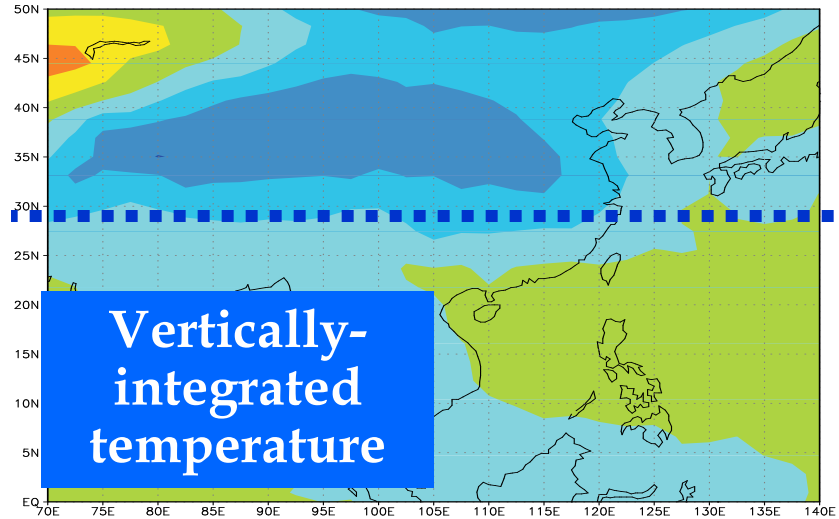 50N
45N
40N
35N
30N
25N
20N
15N
10N
5N
EQ
Vertically-
integrated
temperature
70E 75E 80E 85E 90E 95E 100E 105E 110E 115E 120E 125E 130E 135E 140E